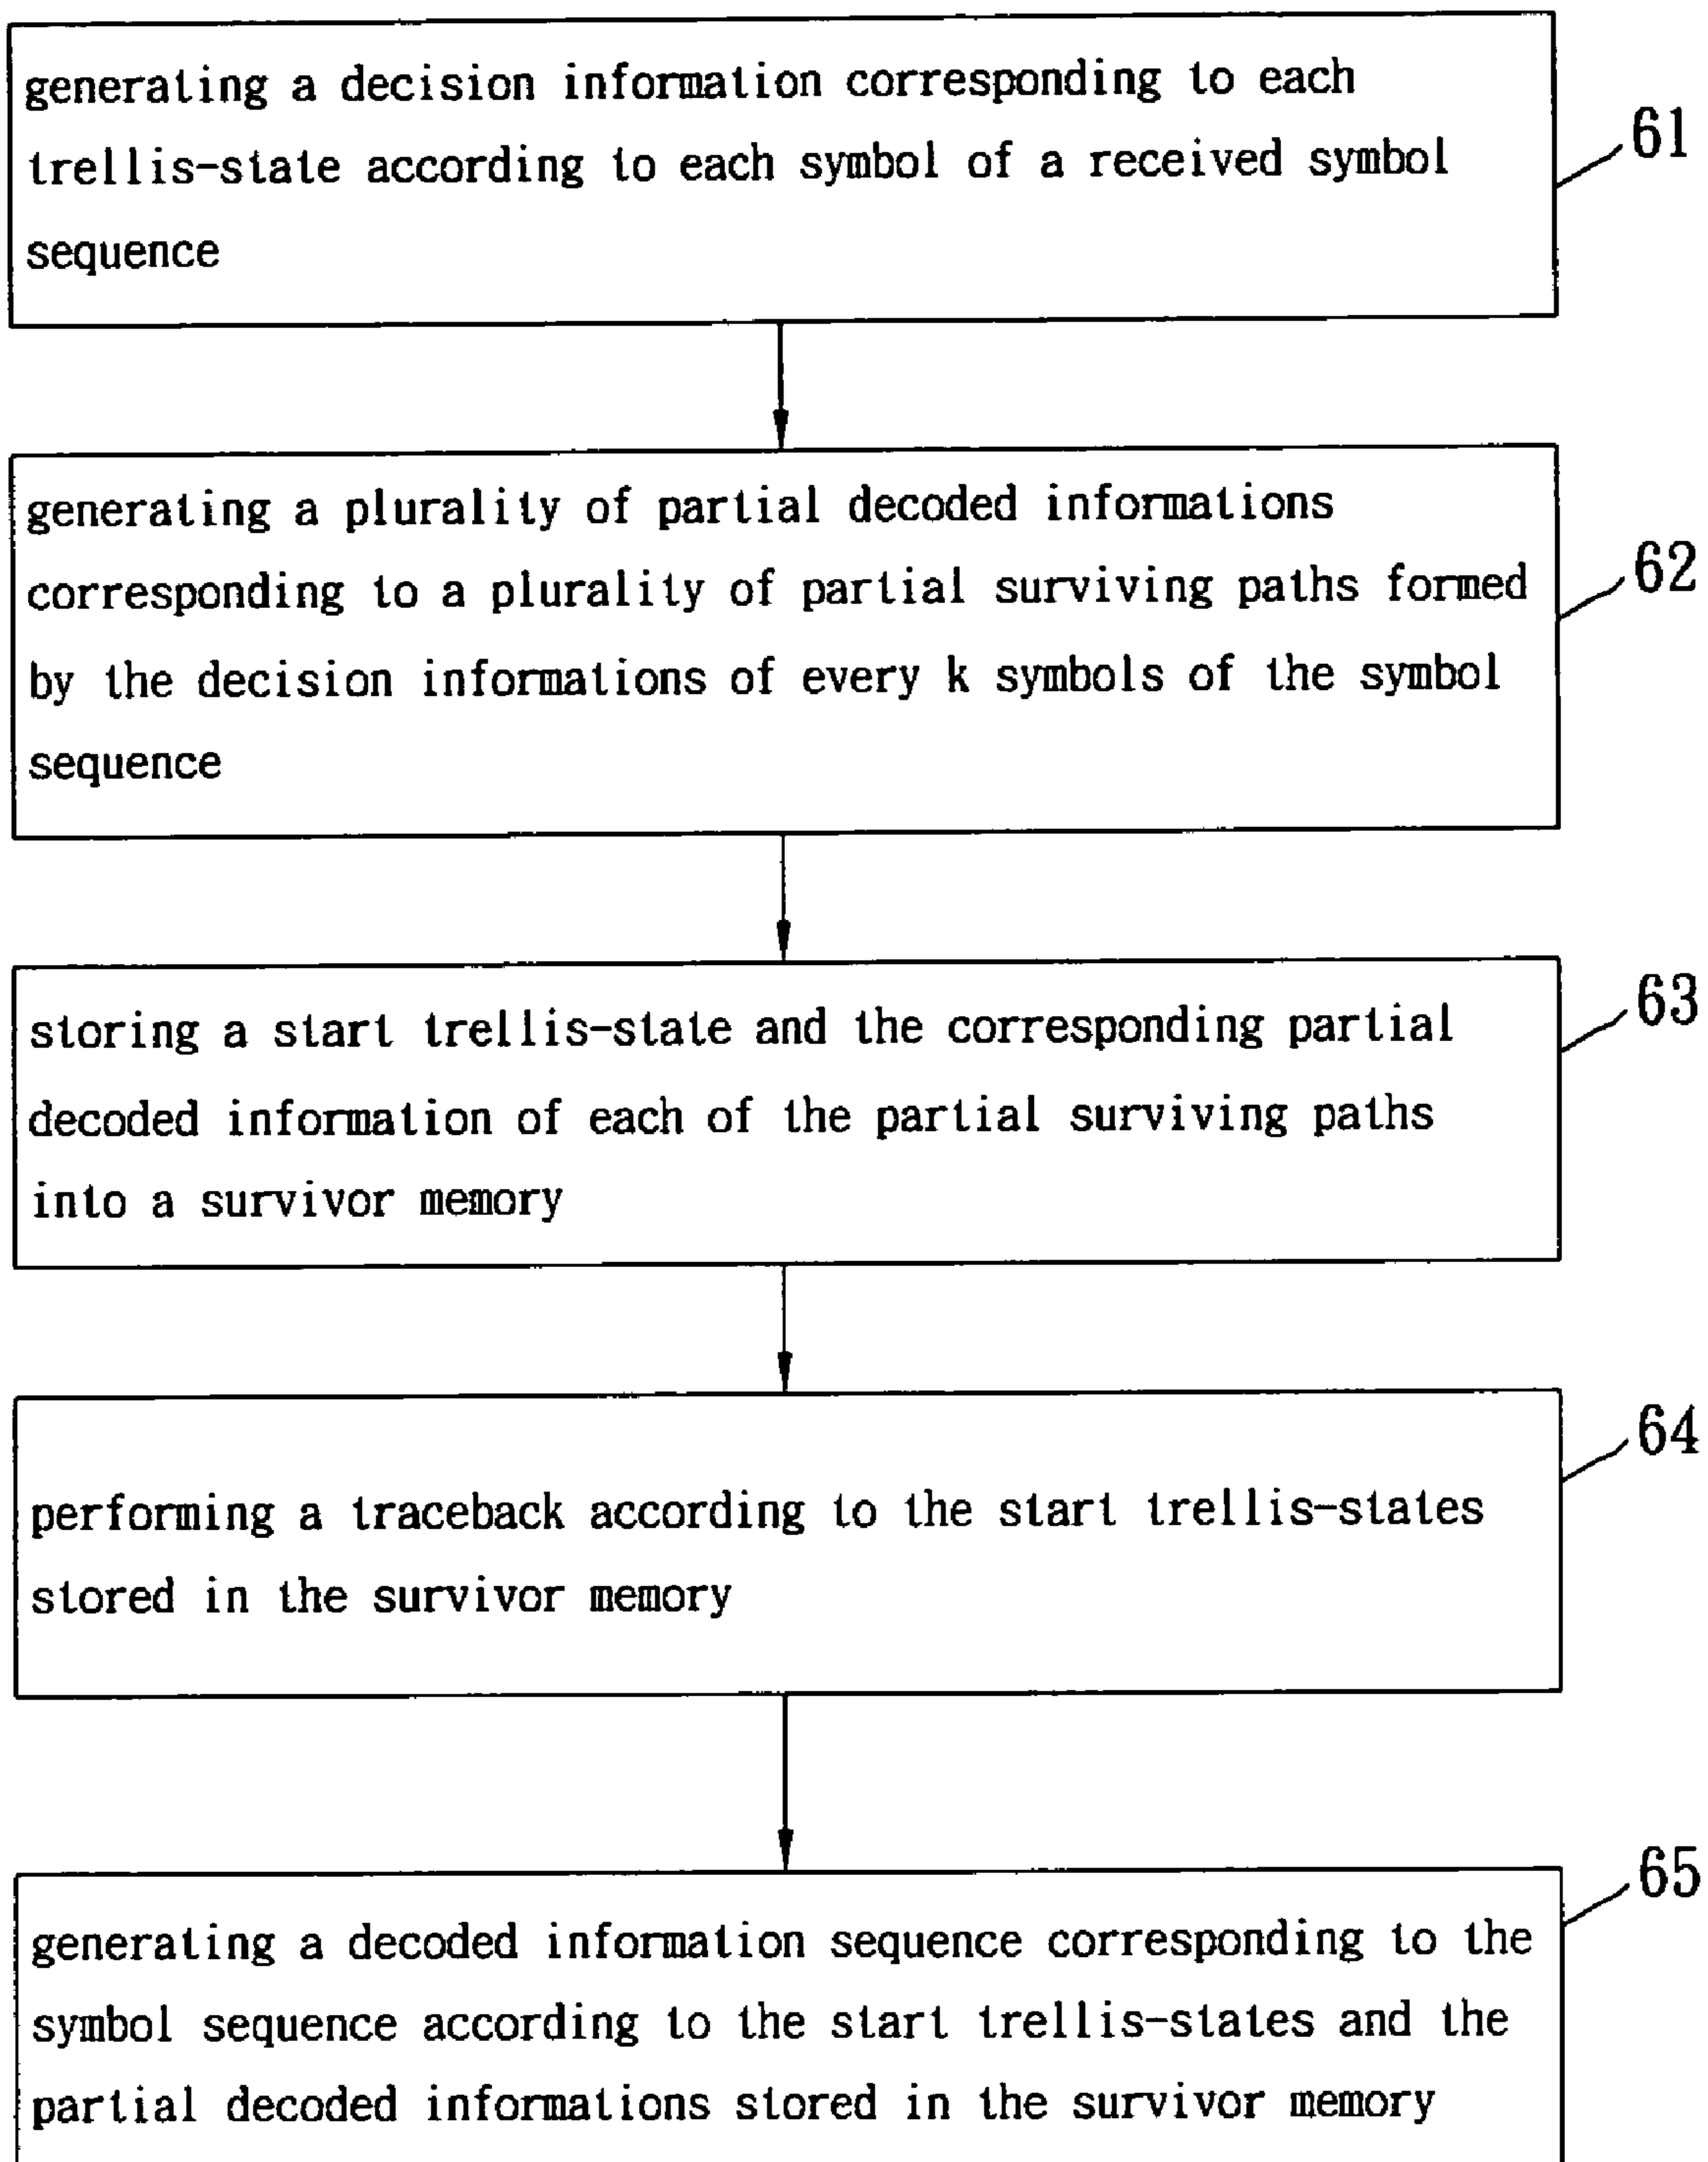 generating a decision information corresponding to each
trellis-state according to each symbol of a received symbol
sequence
61
generating a plurality of partial decoded informations
corresponding to a plurality of partial surviving paths formed
by the decision informations of every k symbols of the symbol
sequence
62
storing a start trellis-state and the corresponding partial
decoded information of each of the partial surviving paths
into a survivor memory
63
performing a traceback according to the start trellis-states
stored in the survivor memory
64
generating a decoded information sequence corresponding to the
symbol sequence according to the start trellis-states and the
partial decoded informations stored in the survivor memory
65